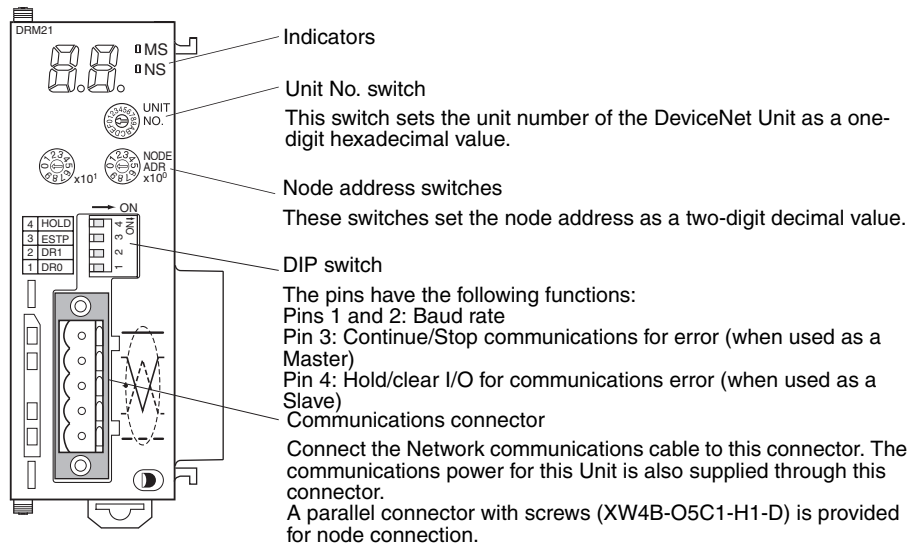 DRM21
MS
NS
UNIT
NO.
NODE
ADR
x10¹
x10⁰
→ ON
4 HOLD
3 ESTP
2 DR1
1 DR0
ON
4
3
2
1
Indicators
Unit No. switch
This switch sets the unit number of the DeviceNet Unit as a one-
digit hexadecimal value.
Node address switches
These switches set the node address as a two-digit decimal value.
DIP switch
The pins have the following functions:
Pins 1 and 2: Baud rate
Pin 3: Continue/Stop communications for error (when used as a
Master)
Pin 4: Hold/clear I/O for communications error (when used as a
Slave)
Communications connector
Connect the Network communications cable to this connector. The
communications power for this Unit is also supplied through this
connector.
A parallel connector with screws (XW4B-O5C1-H1-D) is provided
for node connection.